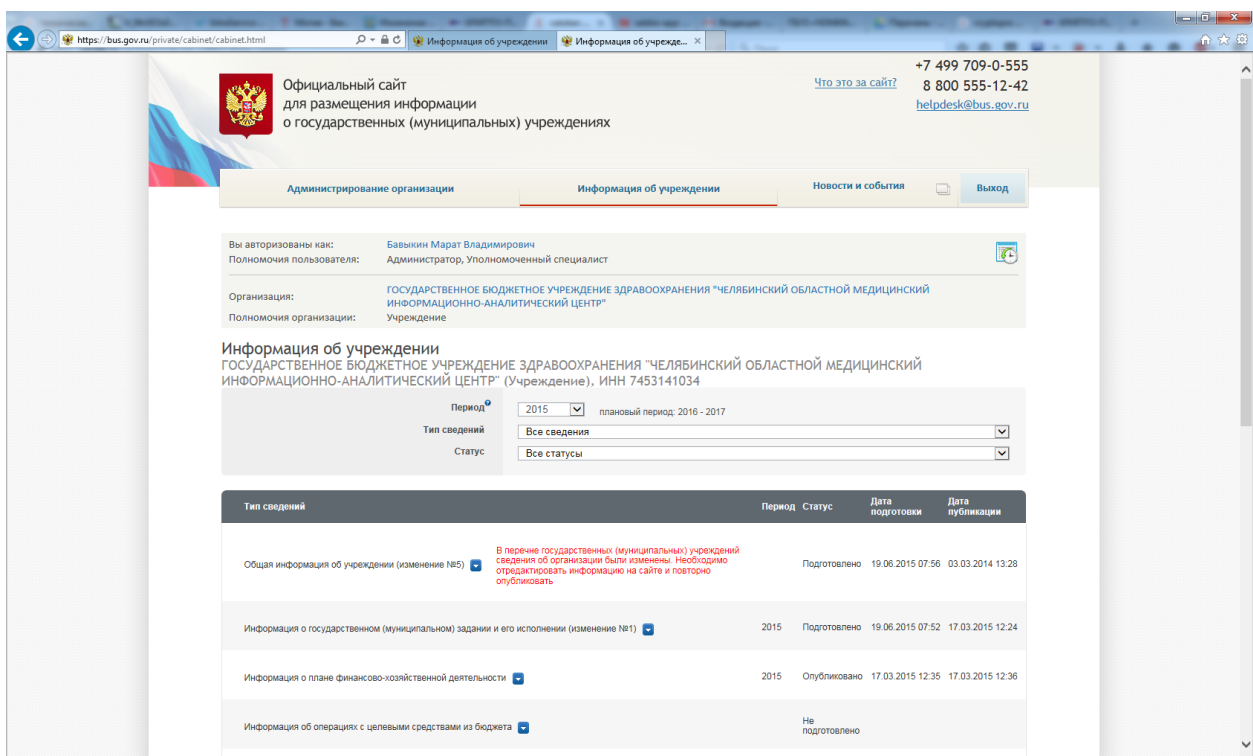 https://bus.gov.ru/private/cabinet/cabinet.html
Информация об учреждении
Информация об учрежде...
Официальный сайт
для размещения информации
о государственных (муниципальных) учреждениях
Что это за сайт?
+7 499 709-0-555
8 800 555-12-42
helpdesk@bus.gov.ru
Администрирование организации
Информация об учреждении
Новости и события
Выход
Вы авторизованы как: Бавыкин Марат Владимирович
Полномочия пользователя: Администратор, Уполномоченный специалист
Организация: ГОСУДАРСТВЕННОЕ БЮДЖЕТНОЕ УЧРЕЖДЕНИЕ ЗДРАВООХРАНЕНИЯ "ЧЕЛЯБИНСКИЙ ОБЛАСТНОЙ МЕДИЦИНСКИЙ
ИНФОРМАЦИОННО-АНАЛИТИЧЕСКИЙ ЦЕНТР"
Полномочия организации: Учреждение
Информация об учреждении
ГОСУДАРСТВЕННОЕ БЮДЖЕТНОЕ УЧРЕЖДЕНИЕ ЗДРАВООХРАНЕНИЯ "ЧЕЛЯБИНСКИЙ ОБЛАСТНОЙ МЕДИЦИНСКИЙ
ИНФОРМАЦИОННО-АНАЛИТИЧЕСКИЙ ЦЕНТР" (Учреждение), ИНН 7453141034
Период 2015 плановый период: 2016 - 2017
Тип сведений Все сведения
Статус Все статусы
Тип сведений Период Статус Дата подготовки Дата публикации
Общая информация об учреждении (изменение №5)
В перечне государственных (муниципальных) учреждений
сведения об организации были изменены. Необходимо
отредактировать информацию на сайте и повторно
опубликовать
Подготовлено 19.06.2015 07:56 03.03.2014 13:28
Информация о государственном (муниципальном) задании и его исполнении (изменение №1) 2015 Подготовлено 19.06.2015 07:52 17.03.2015 12:24
Информация о плане финансово-хозяйственной деятельности 2015 Опубликовано 17.03.2015 12:35 17.03.2015 12:36
Информация об операциях с целевыми средствами из бюджета Не
подготовлено